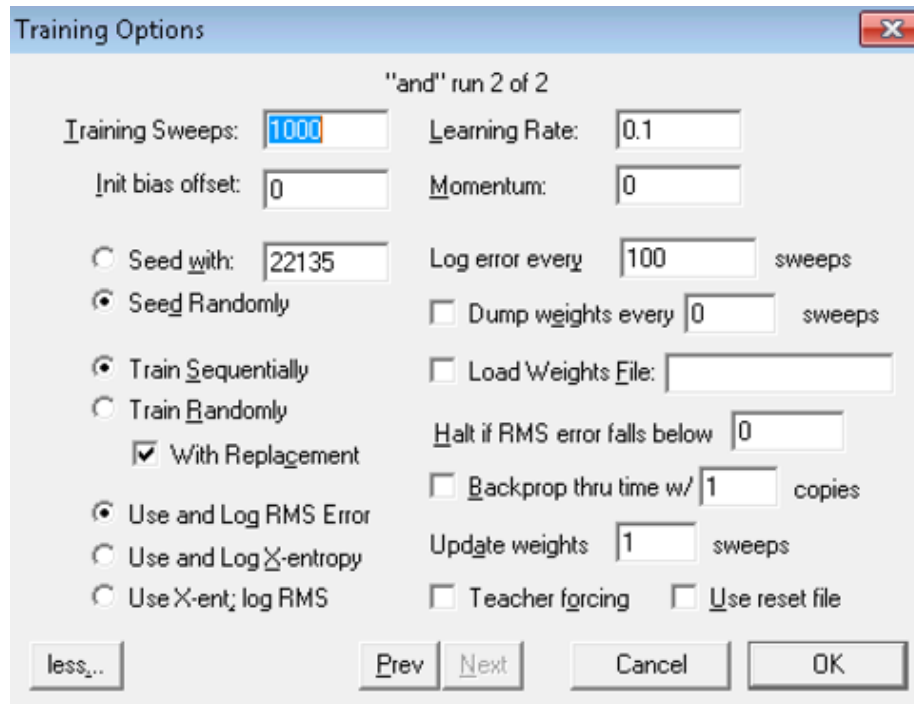 Training Options
"and" run 2 of 2
Training Sweeps: 1000 Learning Rate: 0.1
Init bias offset: 0 Momentum: 0
Seed with: 22135 Log error every 100 sweeps
Seed Randomly
Dump weights every 0 sweeps
Train Sequentially Load Weights File:
Train Randomly
Halt if RMS error falls below 0
With Replacement
Backprop thru time w/ 1 copies
Use and Log RMS Error
Update weights 1 sweeps
Use and Log X-entropy
Use X-ent; log RMS Teacher forcing Use reset file
less... Prev Next Cancel OK